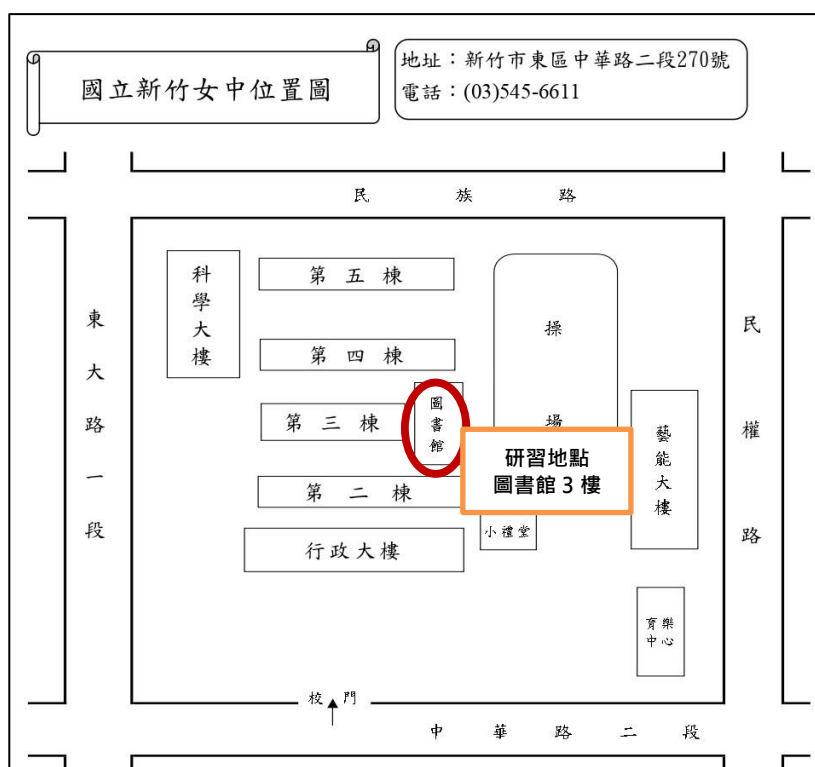 國立新竹女中位置圖
地址：新竹市東區中華路二段270號
電話：(03)545-6611
民族路
科學大樓
第五棟
操場
東大路一段
民權路
第四棟
圖書館
第三棟
藝能大樓
研習地點
圖書館 3 樓
第二棟
小禮堂
行政大樓
育樂
中心
校門
中華路二段